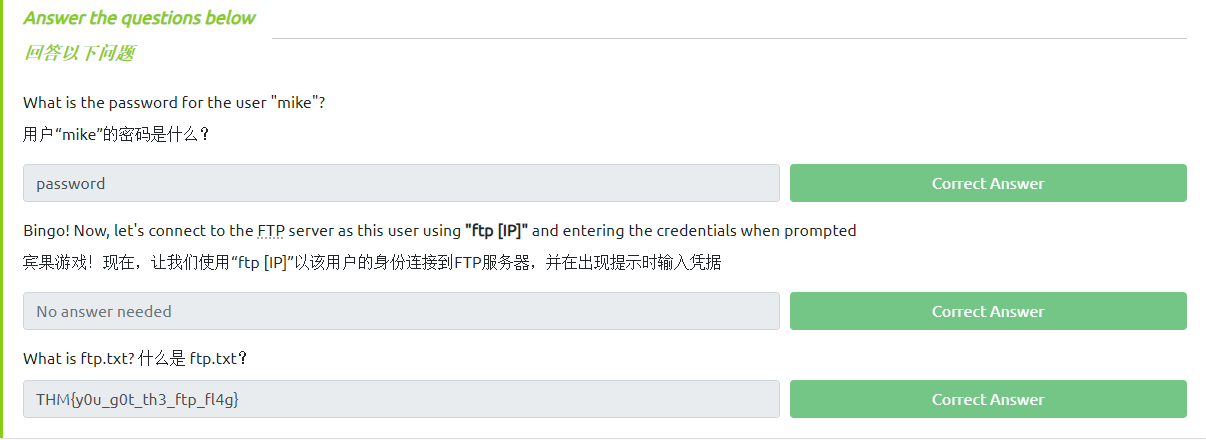 Answer the questions below
回答以下问题
What is the password for the user "mike"?
用户“mike”的密码是什么？
password
Correct Answer
Bingo! Now, let's connect to the FTP server as this user using "ftp [IP]" and entering the credentials when prompted
宾果游戏！现在，让我们使用“ftp [IP]”以该用户的身份连接到FTP服务器，并在出现提示时输入凭据
No answer needed
Correct Answer
What is ftp.txt? 什么是 ftp.txt？
THM{y0u_g0t_th3_ftp_fl4g}
Correct Answer